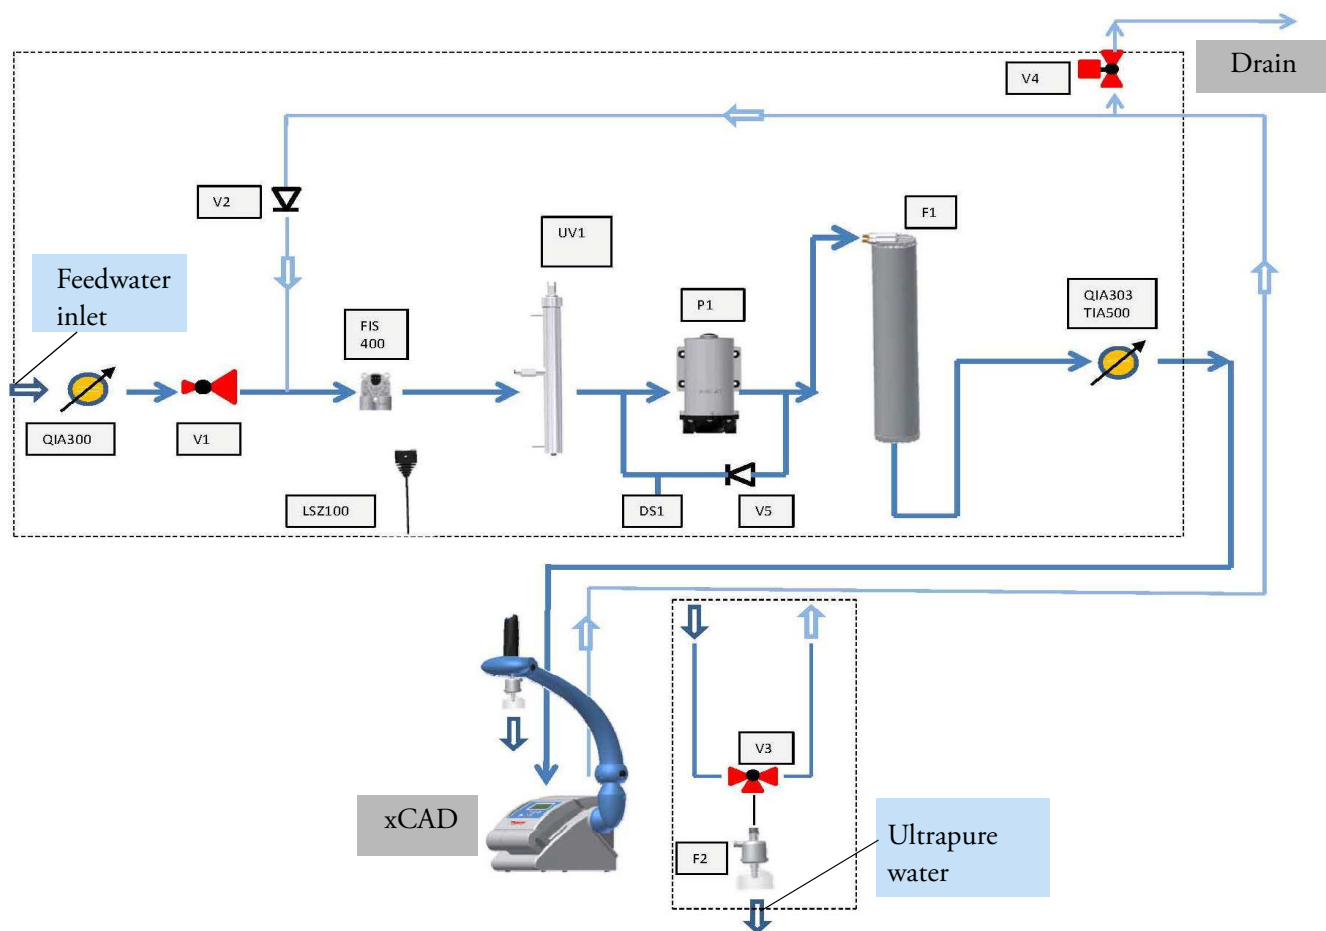 Drain
V4
V2
F1
UV1
Feedwater
inlet
QIA303
TIA500
P1
FIS
400
QIA300
V1
LSZ100
DS1
V5
V3
xCAD
Ultrapure
water
F2